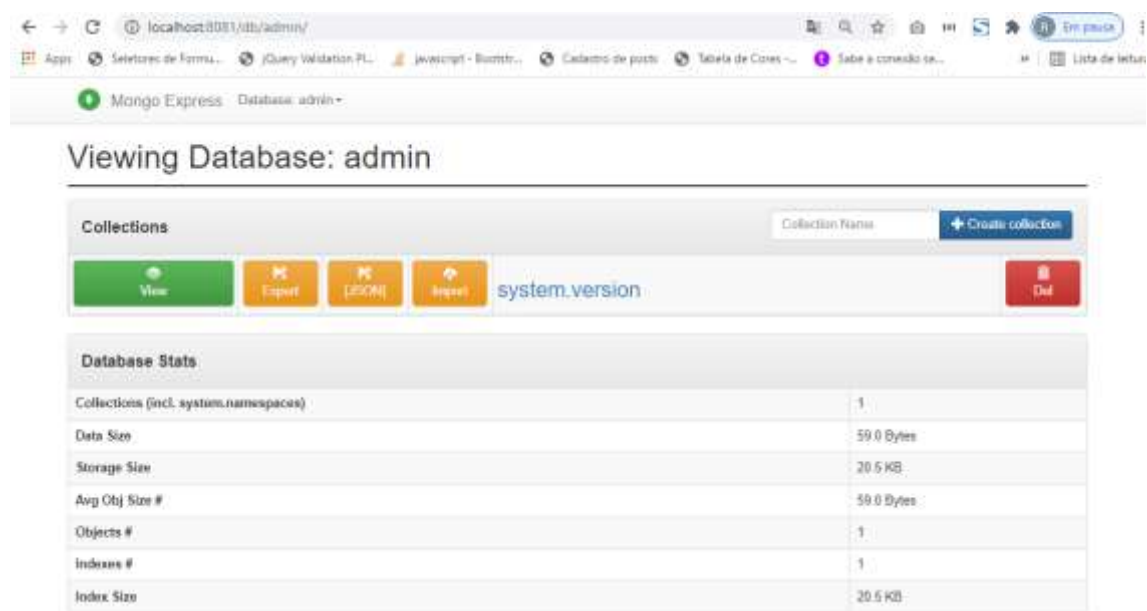 localhost:8081/db/admin/
Em pausa
Apps Seletores de Formu... jQuery Validation Pl... javascript - Bootstr... Cadastro de posts Tabela de Cores -... Sabe a conexão se... Lista de leitura
Mongo Express Database: admin
Viewing Database: admin
Collections
Collection Name
Create collection
View Export [JSON] Import system.version Del
Database Stats
Collections (incl. system.namespaces) 1
Data Size 59.0 Bytes
Storage Size 20.5 KB
Avg Obj Size # 59.0 Bytes
Objects # 1
Indexes # 1
Index Size 20.5 KB